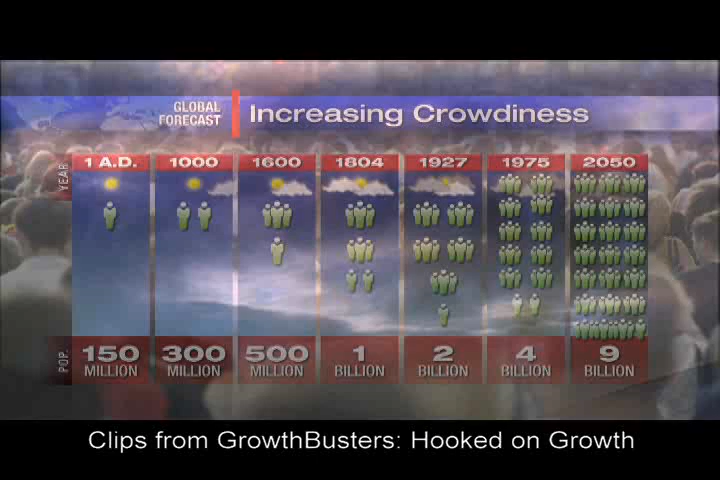 GLOBAL
FORECAST
Increasing Crowdiness
YEAR
1 A.D. 1000 1600 1804 1927 1975 2050
POP.
150 300 500 1 2 4 9
MILLION MILLION MILLION BILLION BILLION BILLION BILLION
Clips from GrowthBusters: Hooked on Growth